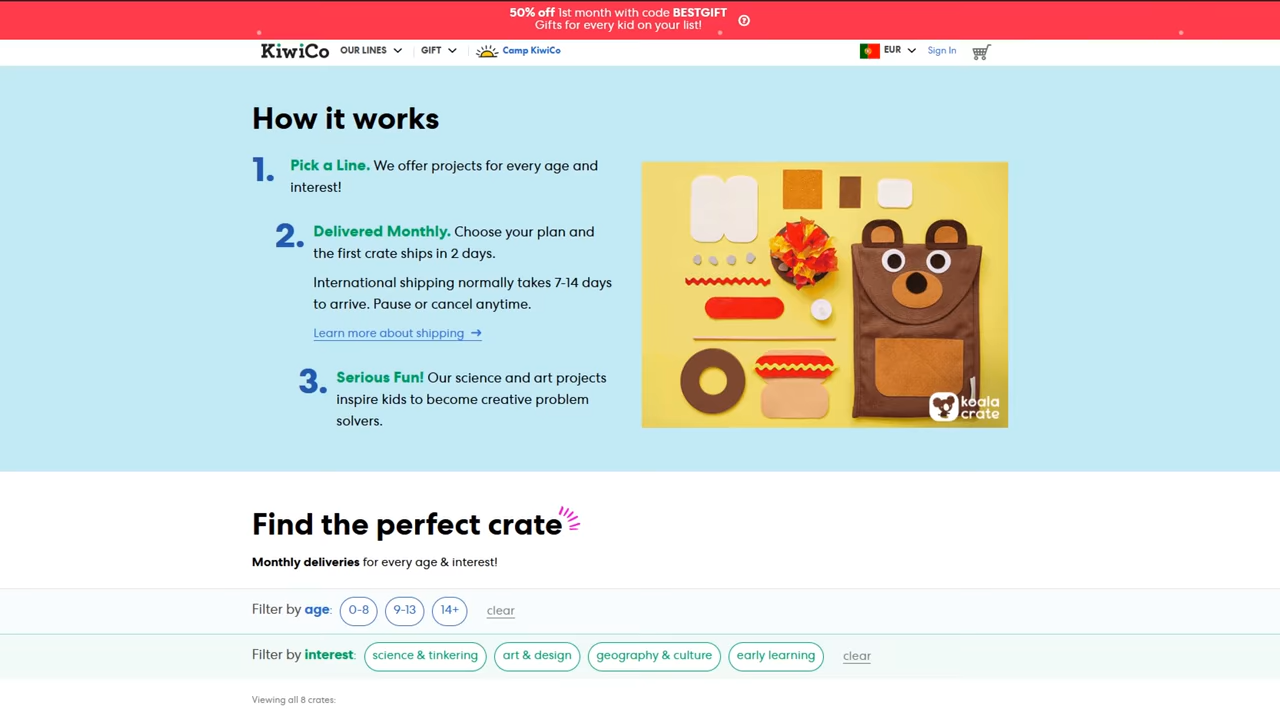 50% off 1st month with code BESTGIFT
Gifts for every kid on your list!
KiwiCo OUR LINES GIFT Camp KiwiCo EUR Sign In
How it works
1. Pick a Line. We offer projects for every age and
interest!
2. Delivered Monthly. Choose your plan and
the first crate ships in 2 days.
International shipping normally takes 7-14 days
to arrive. Pause or cancel anytime.
Learn more about shipping →
3. Serious Fun! Our science and art projects
inspire kids to become creative problem
solvers.
koala
crate
Find the perfect crate
Monthly deliveries for every age & interest!
Filter by age: 0-8 9-13 14+ clear
Filter by interest: science & tinkering art & design geography & culture early learning clear
Viewing all 8 crates: